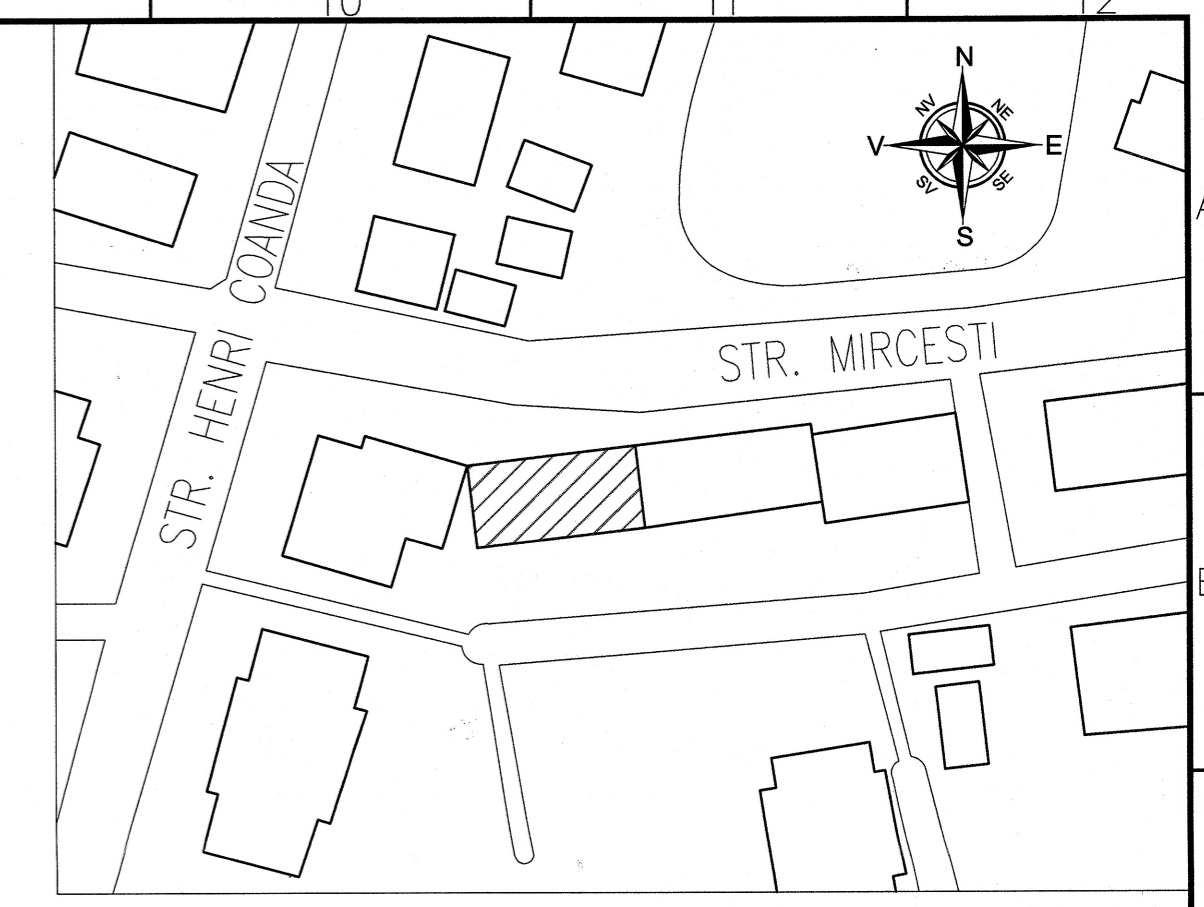 10
11
12
N
NV
NE
V
E
SV
SE
S
A
STR. HENRI COANDA
STR. MIRCESTI